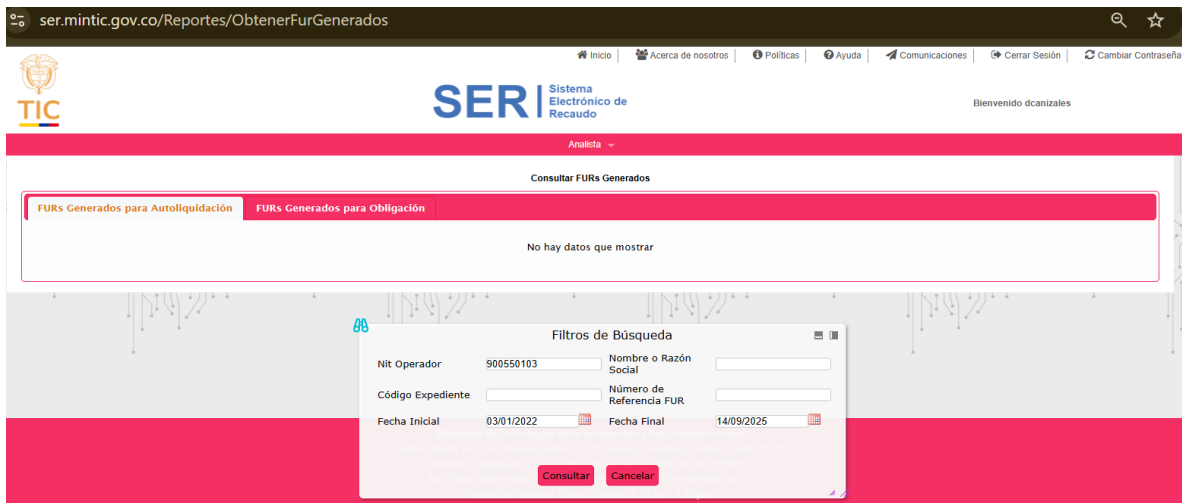 ser.mintic.gov.co/Reportes/ObtenerFurGenerados
Inicio Acerca de nosotros Políticas Ayuda Comunicaciones Cerrar Sesión Cambiar Contraseña
TIC
SER Sistema Electrónico de Recaudo
Bienvenido dcanizales
Analista
Consultar FURs Generados
FURs Generados para Autoliquidación FURs Generados para Obligación
No hay datos que mostrar
Filtros de Búsqueda
Nit Operador 900550103 Nombre o Razón Social
Código Expediente Número de Referencia FUR
Fecha Inicial 03/01/2022 Fecha Final 14/09/2025
Consultar Cancelar